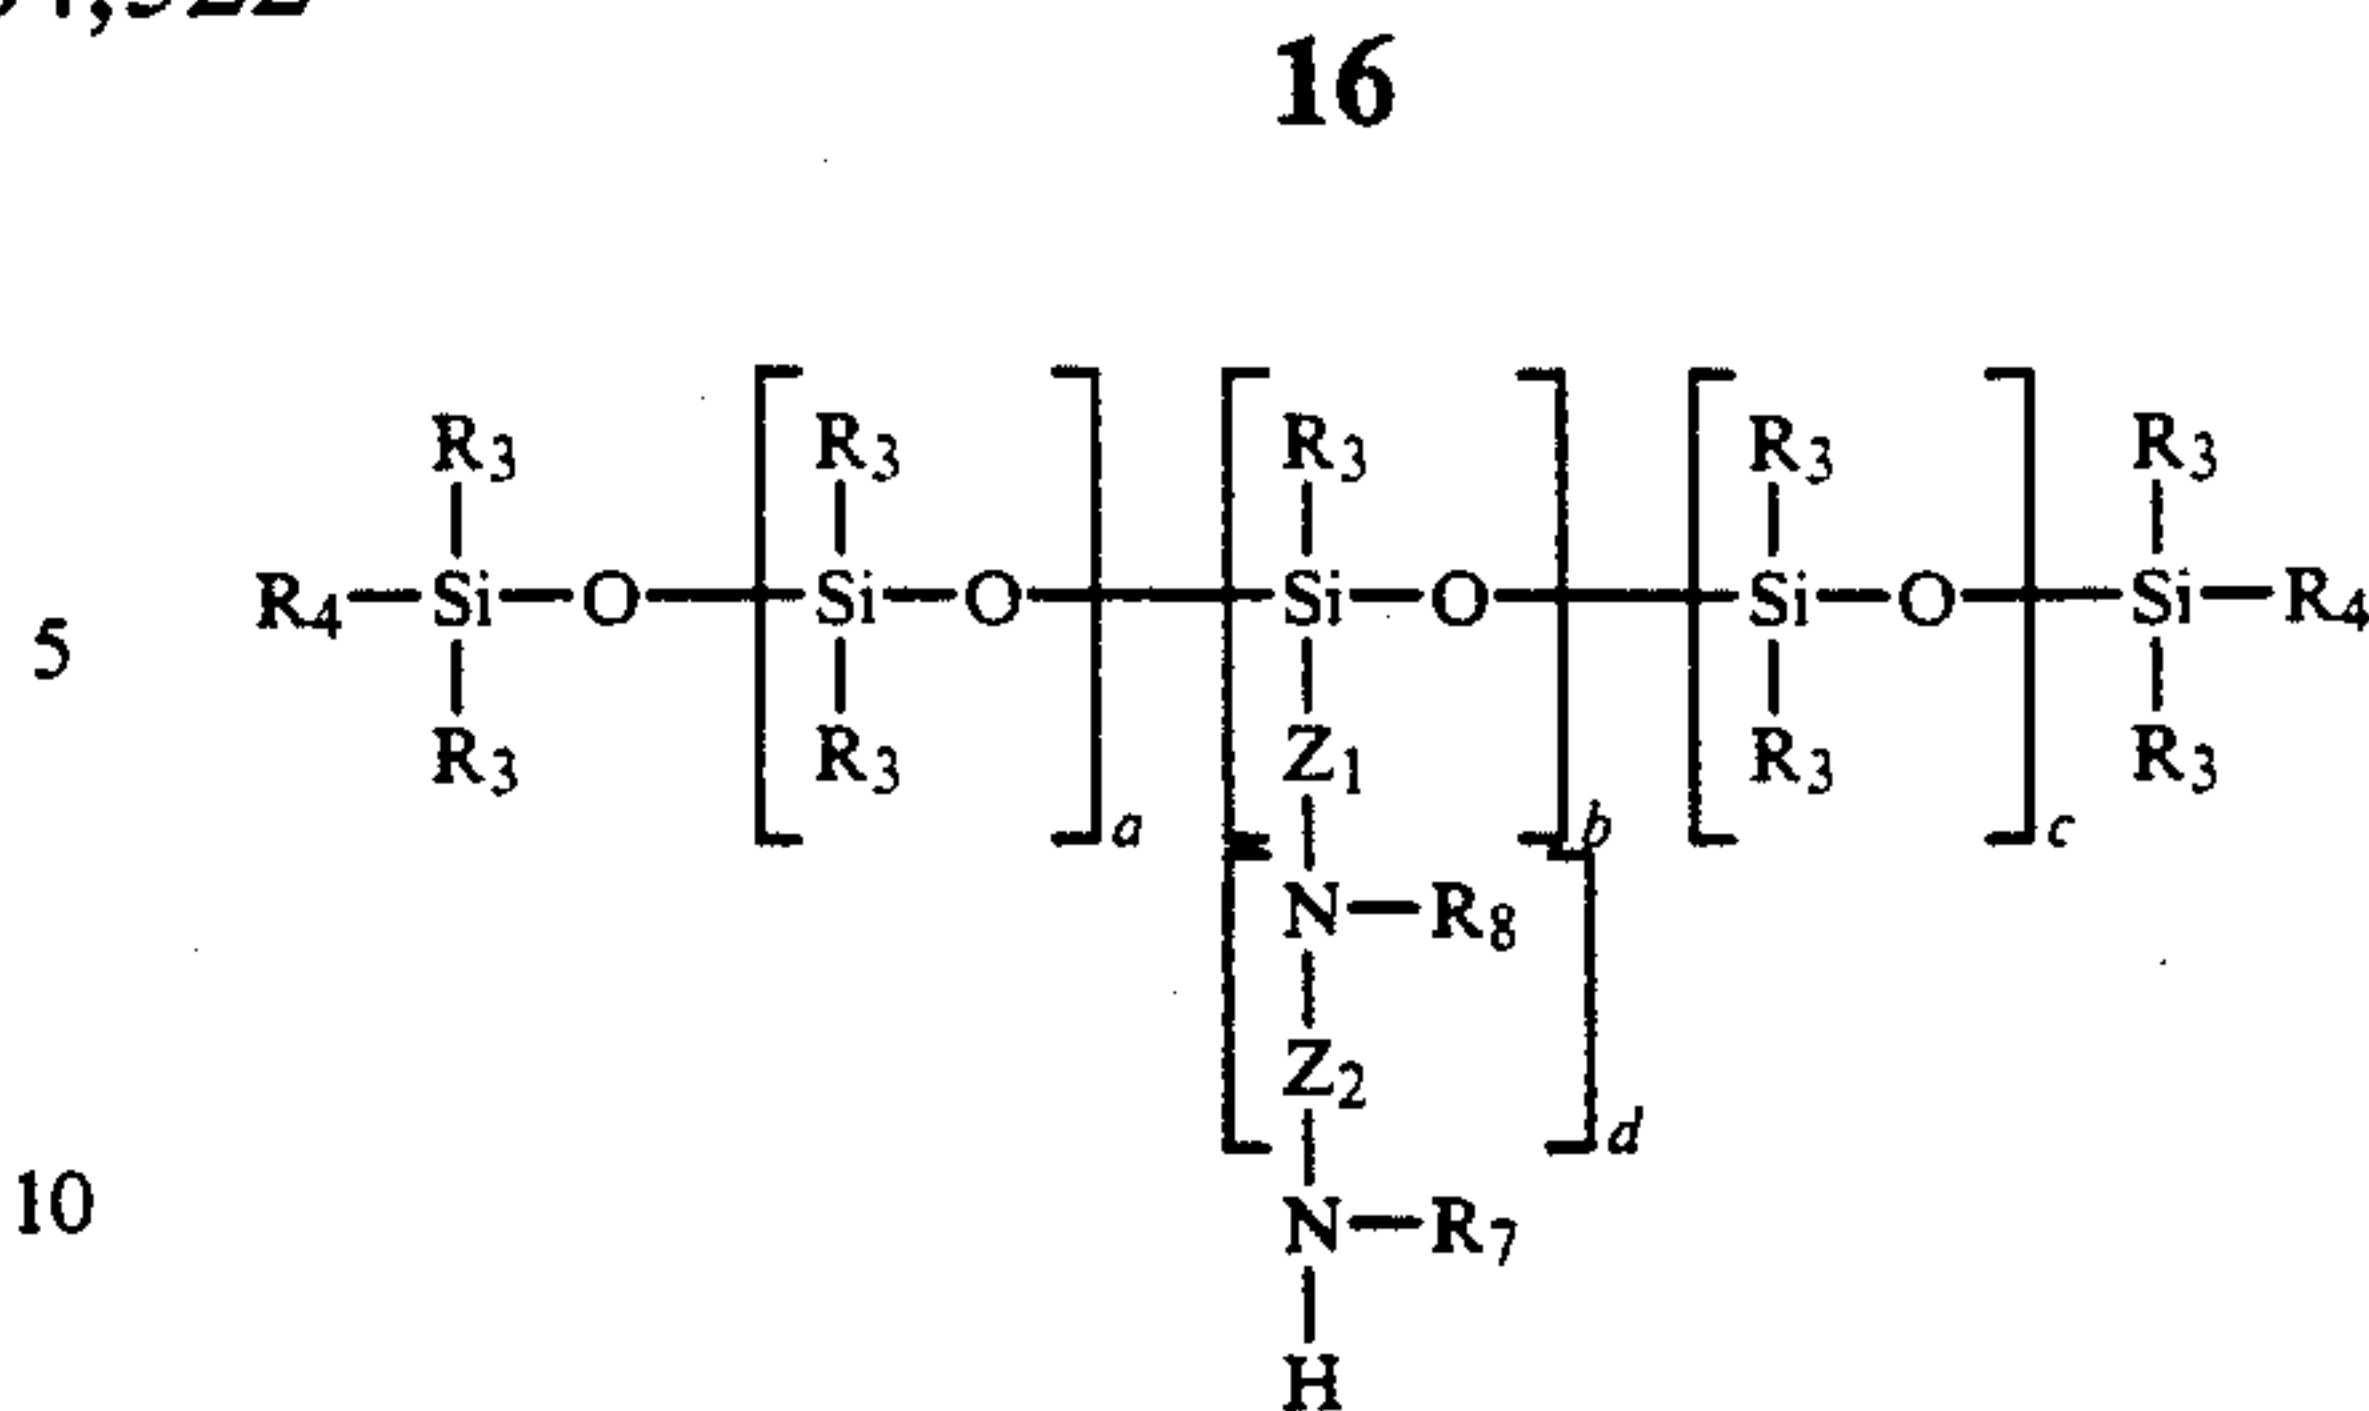 16
R3 R3 R3 R3 R3
R4—Si—O—[Si—O]a—[Si—O]b—[Si—O]c—Si—R4
5
R3 R3 Z1 R3 R3
N—R8
Z2
d
10
N—R7
H